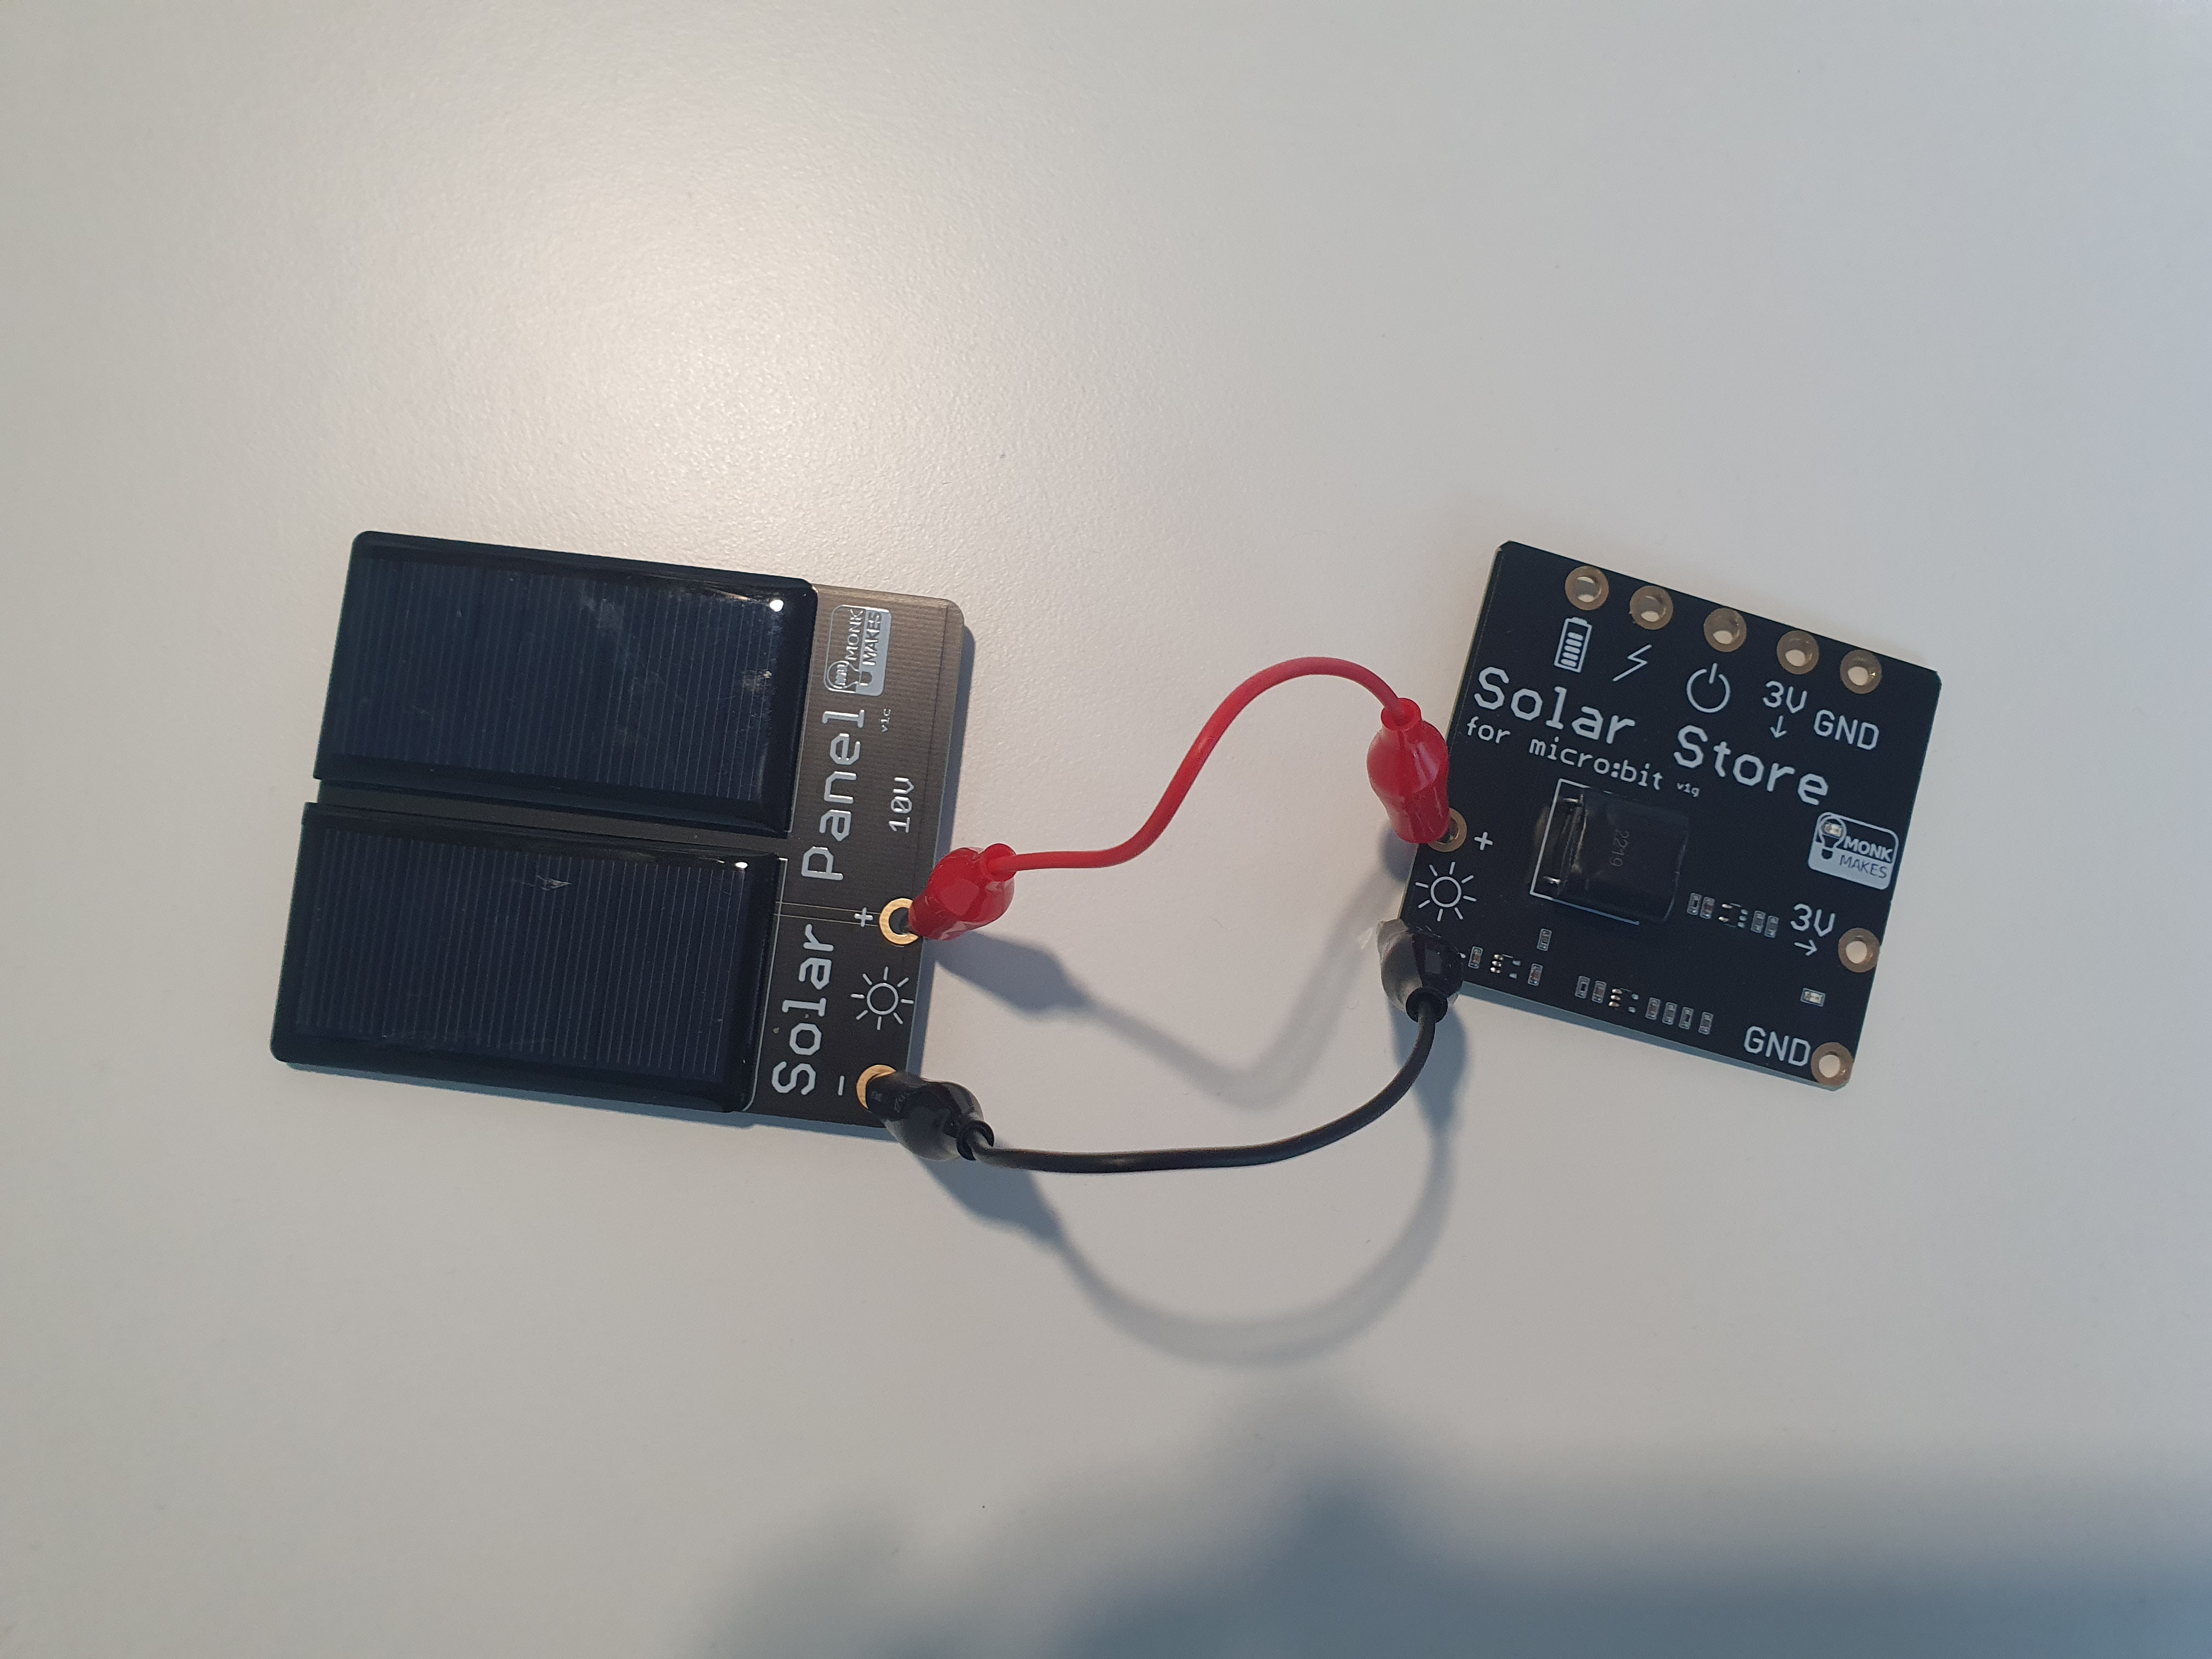 −
Solar Panel
+
10V
v1c
MONK
MAKES
+
Solar Store
for micro:bit v1g
2219
3V
GND
GND
3V
MONK
MAKES